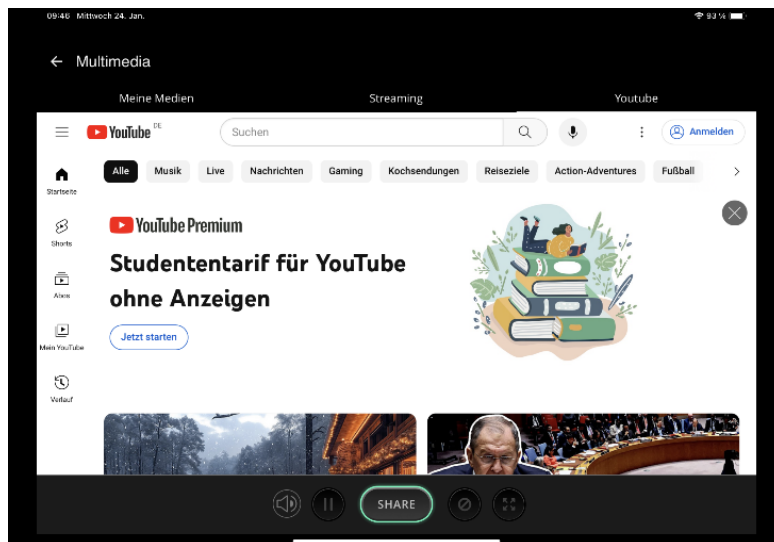 09:46 Mittwoch 24. Jan.
93 %
Multimedia
Meine Medien
Streaming
Youtube
YouTube DE
Suchen
Anmelden
Alle
Musik
Live
Nachrichten
Gaming
Kochsendungen
Reiseziele
Action-Adventures
Fußball
Startseite
Shorts
Abos
Mein YouTube
Verlauf
YouTube Premium
Studententarif für YouTube
ohne Anzeigen
Jetzt starten
SHARE